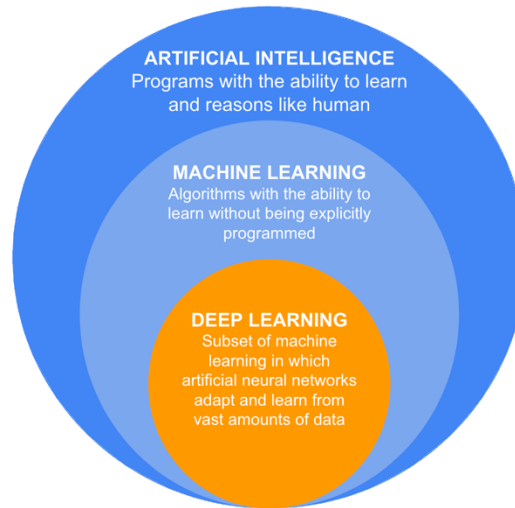 ARTIFICIAL INTELLIGENCE
Programs with the ability to learn
and reasons like human
MACHINE LEARNING
Algorithms with the ability to
learn without being explicitly
programmed
DEEP LEARNING
Subset of machine
learning in which
artificial neural networks
adapt and learn from
vast amounts of data